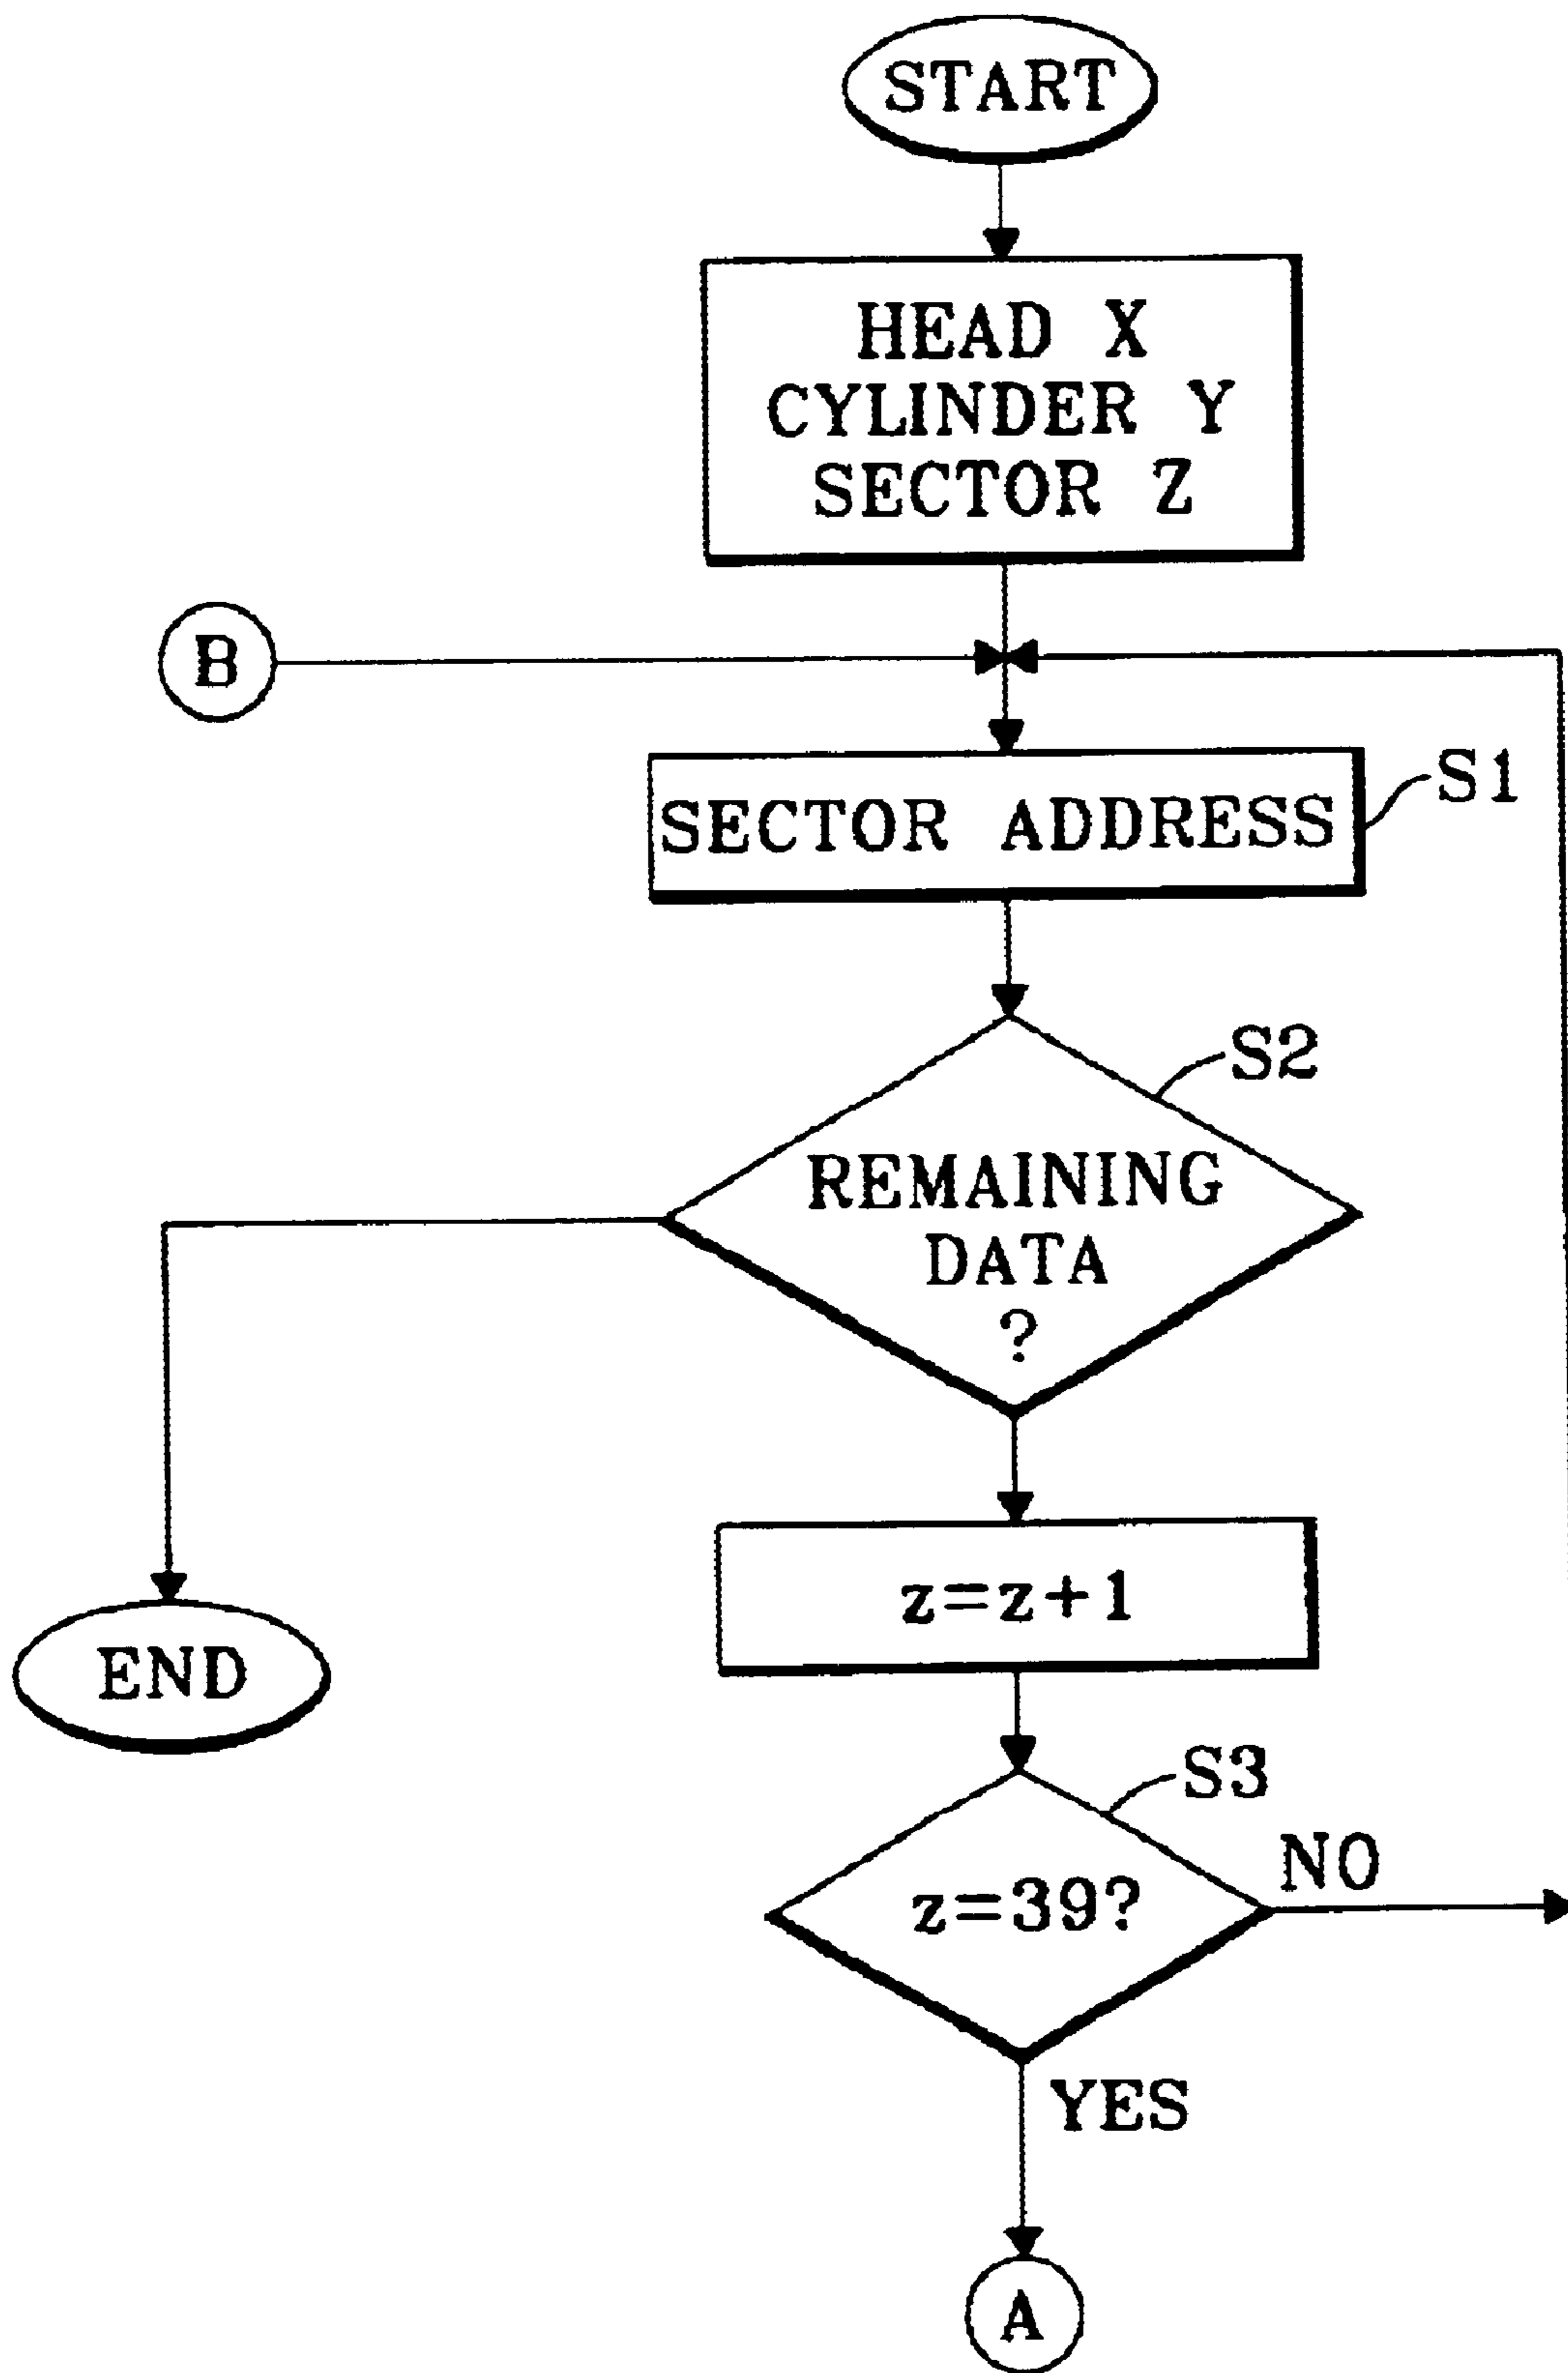 START
HEAD X
CYLINDER Y
SECTOR Z
B
SECTOR ADDRESS
S1
S2
REMAINING
DATA
?
z=z+1
END
S3
z=39?
NO
YES
A